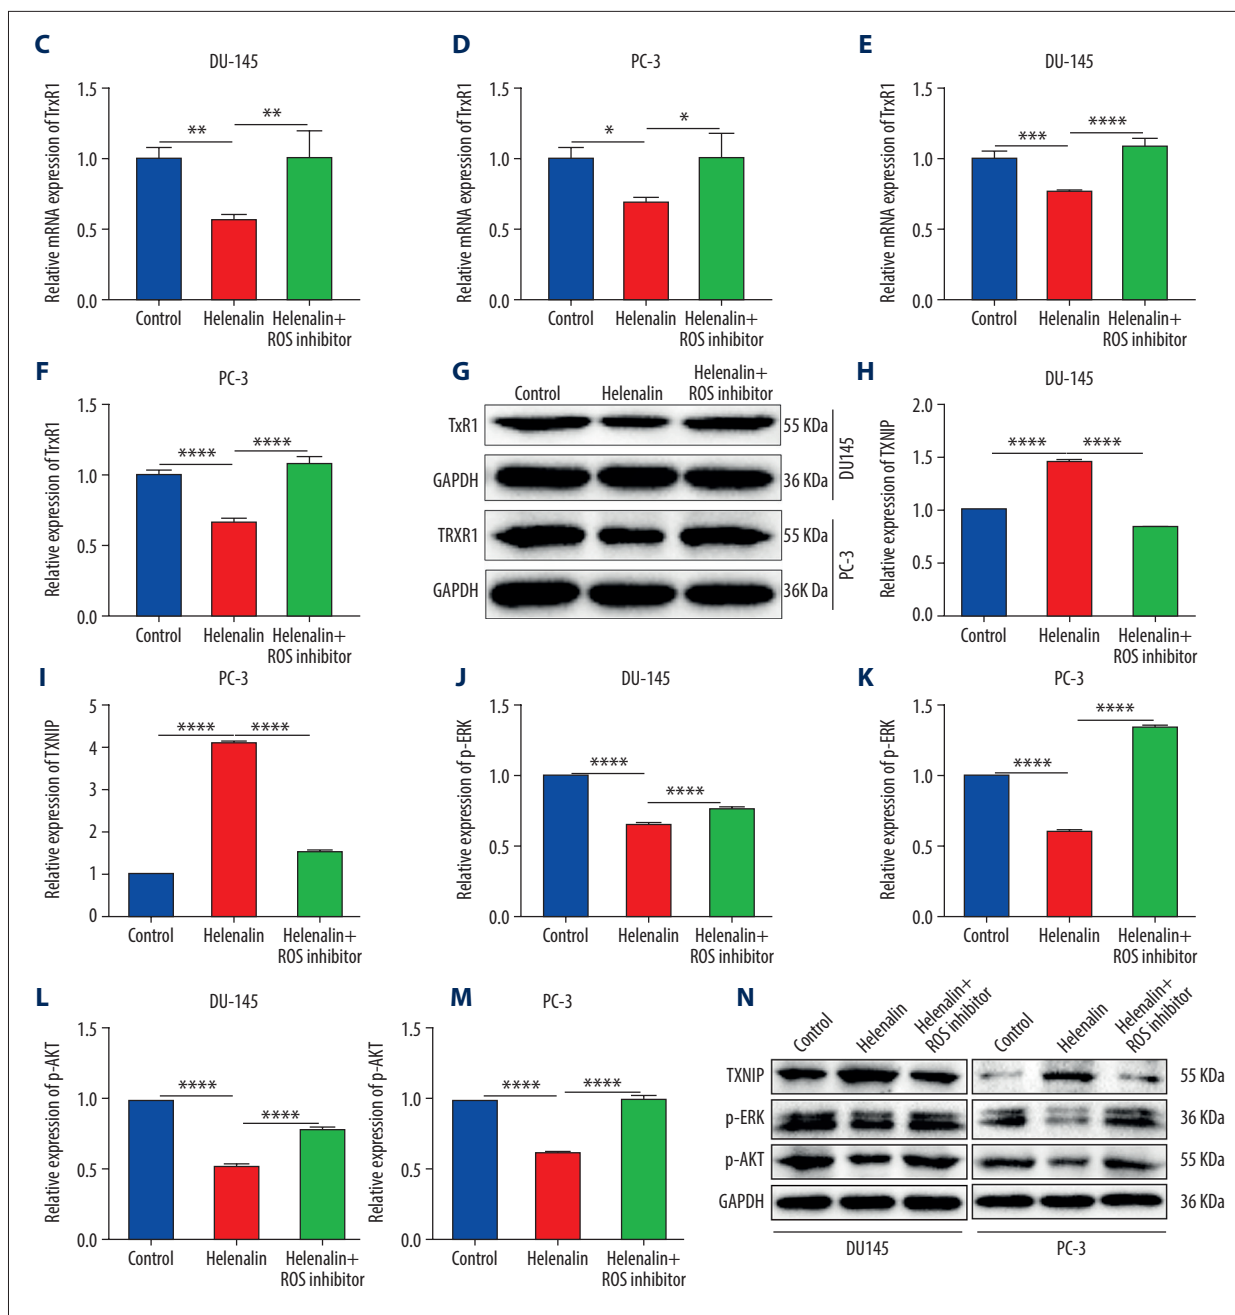 C
DU-145
Relative mRNA expression of TrxR1
1.5
1.0
0.5
0.0
**
**
Control
Helenalin
Helenalin+
ROS inhibitor
D
PC-3
Relative mRNA expression of TrxR1
1.5
1.0
0.5
0.0
*
*
Control
Helenalin
Helenalin+
ROS inhibitor
E
DU-145
Relative mRNA expression of TrxR1
1.5
1.0
0.5
0.0
***
****
Control
Helenalin
Helenalin+
ROS inhibitor
F
PC-3
Relative expression of TrxR1
1.5
1.0
0.5
0.0
****
****
Control
Helenalin
Helenalin+
ROS inhibitor
G
Control
Helenalin
Helenalin+
ROS inhibitor
TxR1
55 KDa
GAPDH
36 KDa
DU145
TRXR1
55 KDa
GAPDH
36K Da
PC-3
H
DU-145
Relative expression of TXNIP
2.0
1.5
1.0
0.5
0.0
****
****
Control
Helenalin
Helenalin+
ROS inhibitor
I
PC-3
Relative expression of TXNIP
5
4
3
2
1
0
****
****
Control
Helenalin
Helenalin+
ROS inhibitor
J
DU-145
Relative expression of p-ERK
1.5
1.0
0.5
0.0
****
****
Control
Helenalin
Helenalin+
ROS inhibitor
K
PC-3
Relative expression of p-ERK
1.5
1.0
0.5
0.0
****
****
Control
Helenalin
Helenalin+
ROS inhibitor
L
DU-145
Relative expression of p-AKT
1.5
1.0
0.5
0.0
****
****
Control
Helenalin
Helenalin+
ROS inhibitor
M
PC-3
Relative expression of p-AKT
1.5
1.0
0.5
0.0
****
****
Control
Helenalin
Helenalin+
ROS inhibitor
N
Control
Helenalin
Helenalin+
ROS inhibitor
Control
Helenalin
Helenalin+
ROS inhibitor
TXNIP
55 KDa
p-ERK
36 KDa
p-AKT
55 KDa
GAPDH
36 KDa
DU145
PC-3